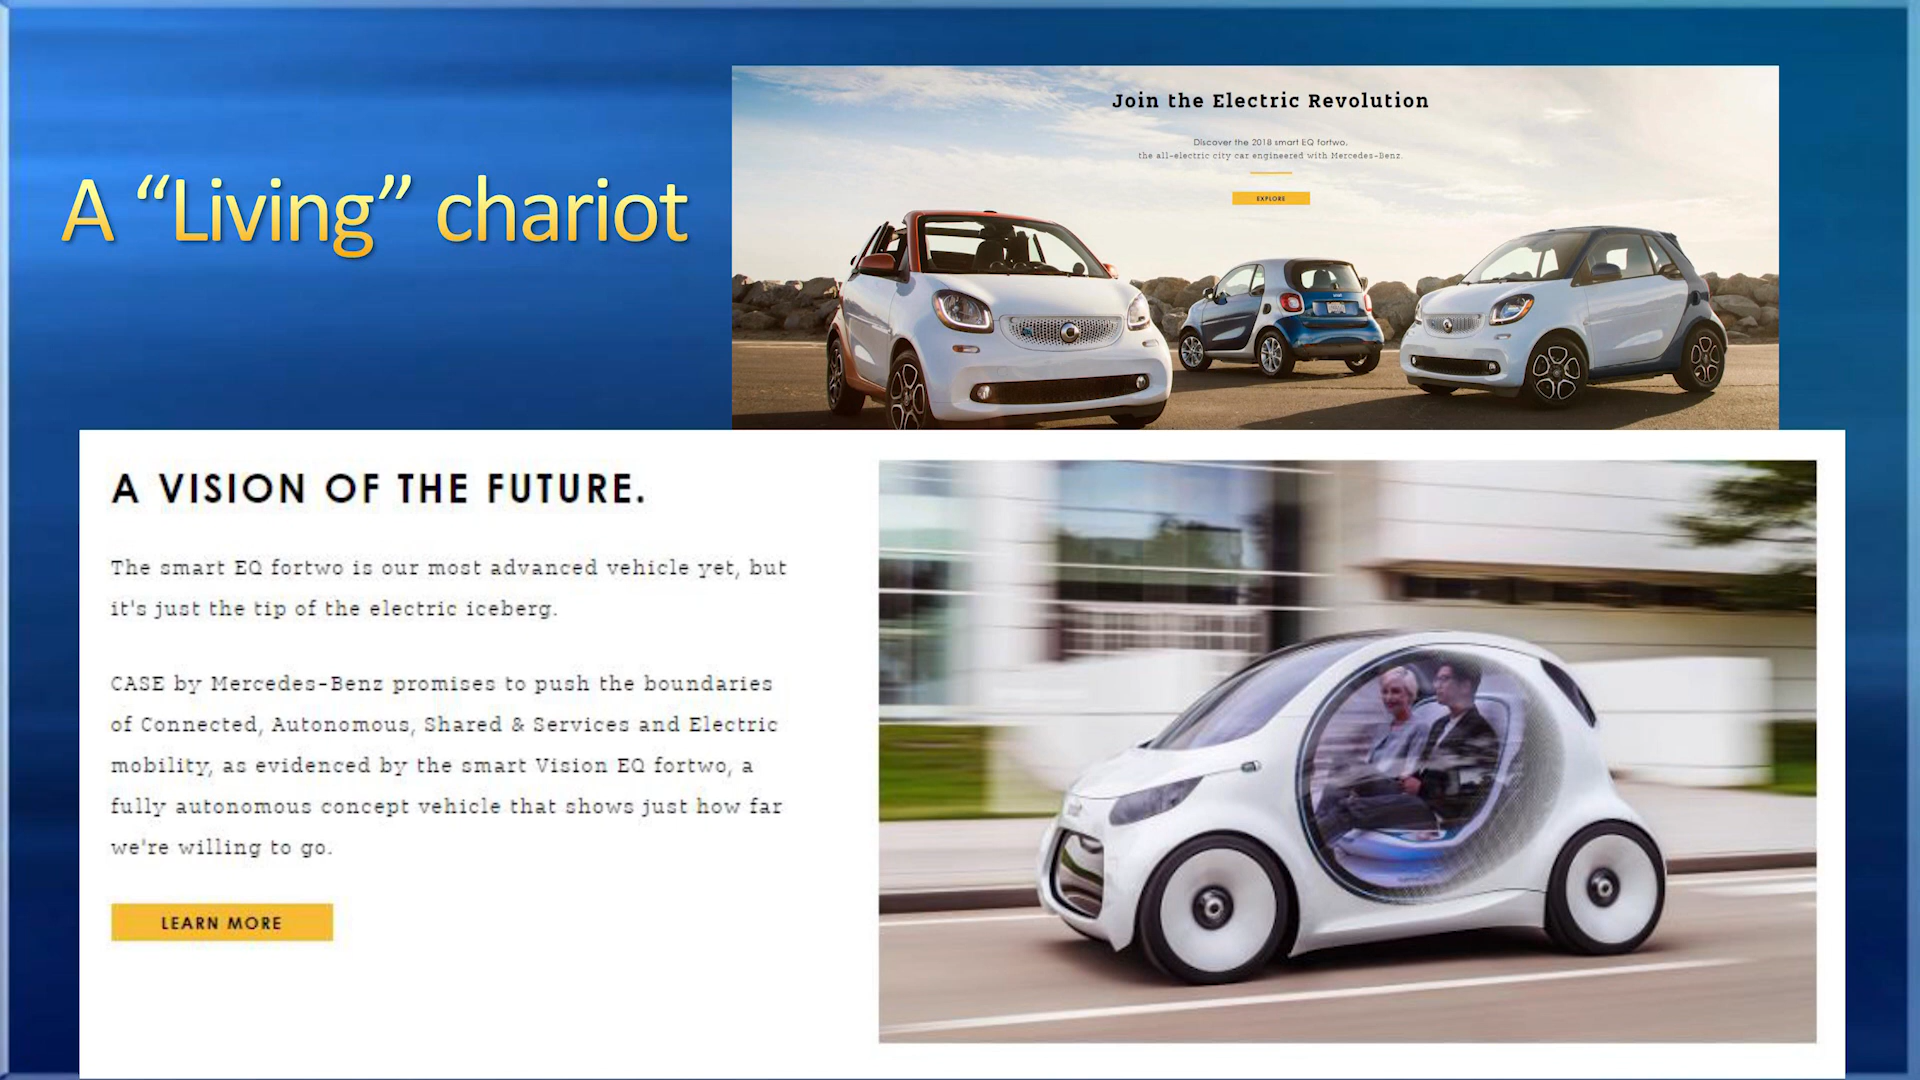 A “Living” chariot
Join the Electric Revolution
Discover the 2018 smart EQ fortwo,
the all-electric city car engineered with Mercedes-Benz.
EXPLORE
A VISION OF THE FUTURE.
The smart EQ fortwo is our most advanced vehicle yet, but
it's just the tip of the electric iceberg.
CASE by Mercedes-Benz promises to push the boundaries
of Connected, Autonomous, Shared & Services and Electric
mobility, as evidenced by the smart Vision EQ fortwo, a
fully autonomous concept vehicle that shows just how far
we're willing to go.
LEARN MORE